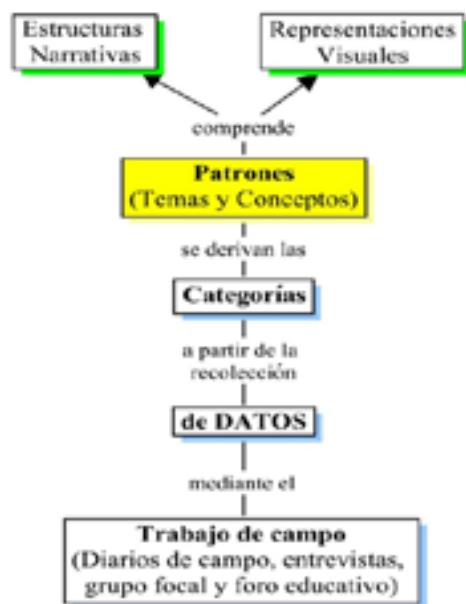 Estructuras
Narrativas
Representaciones
Visuales
comprende
Patrones
(Temas y Conceptos)
se derivan las
Categorías
a partir de la
recolección
de DATOS
mediante el
Trabajo de campo
(Diarios de campo, entrevistas,
grupo focal y foro educativo)